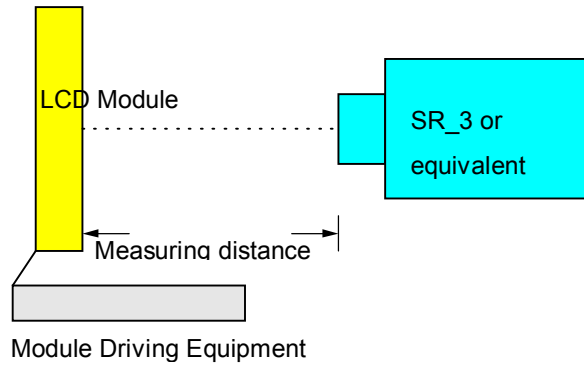 LCD Module
SR_3 or
equivalent
Measuring distance
Module Driving Equipment